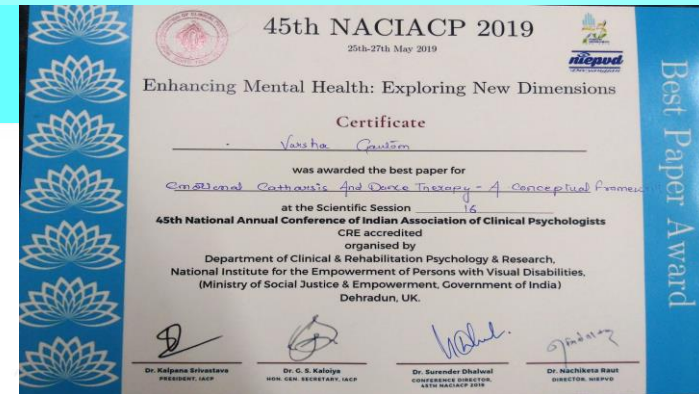 45th NACIACP 2019
25th-27th May 2019
niepvd
Enhancing Mental Health: Exploring New Dimensions
Certificate
Varsha Gautam
was awarded the best paper for
Emotional Catharsis And Dance Therapy - A Conceptual Framework
at the Scientific Session 16
45th National Annual Conference of Indian Association of Clinical Psychologists
CRE accredited
organised by
Department of Clinical & Rehabilitation Psychology & Research,
National Institute for the Empowerment of Persons with Visual Disabilities,
(Ministry of Social Justice & Empowerment, Government of India)
Dehradun, UK.
Dr. Kalpana Srivastava
PRESIDENT, IACP
Dr. G. S. Kaloiya
HON. GEN. SECRETARY, IACP
Dr. Surender Dhalwal
CONFERENCE DIRECTOR,
45TH NACIACP 2019
Dr. Nachiketa Raut
DIRECTOR, NIEPVD
Best Paper Award